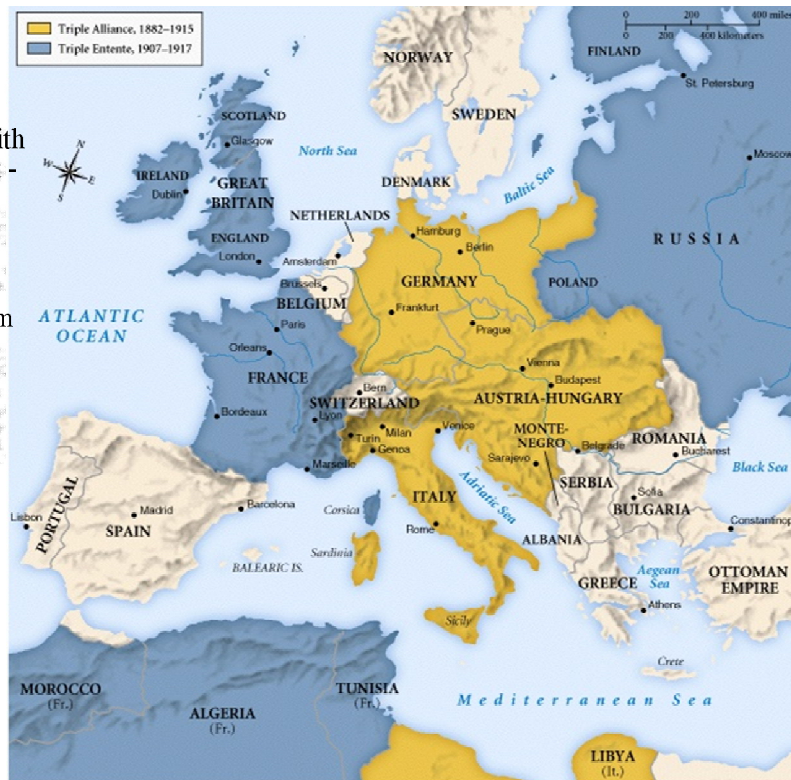 Triple Alliance, 1882–1915
Triple Entente, 1907–1917
0 200 400 miles
0 200 400 kilometers
NORWAY
FINLAND
St. Petersburg
SWEDEN
SCOTLAND
Glasgow
ith
North Sea
Moscow
N
W
E
S
IRELAND
Dublin
GREAT
BRITAIN
DENMARK
Baltic Sea
NETHERLANDS
ENGLAND
London
Hamburg
Berlin
RUSSIA
Amsterdam
Brussels
BELGIUM
GERMANY
POLAND
Frankfurt
m
ATLANTIC
OCEAN
Paris
Prague
Orleans
Vienna
FRANCE
Bern
Budapest
SWITZERLAND
AUSTRIA-HUNGARY
Bordeaux
Lyon
Turin
Milan
Venice
MONTE-
NEGRO
Genoa
Belgrade
ROMANIA
Bucharest
Sarajevo
Marseille
SERBIA
Black Sea
PORTUGAL
Barcelona
Corsica
ITALY
Adriatic Sea
Sofia
BULGARIA
Lisbon
Madrid
SPAIN
Rome
Constantinop
ALBANIA
Sardinia
BALEARIC IS.
Aegean
Sea
OTTOMAN
EMPIRE
GREECE
Athens
Sicily
Crete
MOROCCO
(Fr.)
TUNISIA
(Fr.)
Mediterranean Sea
ALGERIA
(Fr.)
LIBYA
(It.)